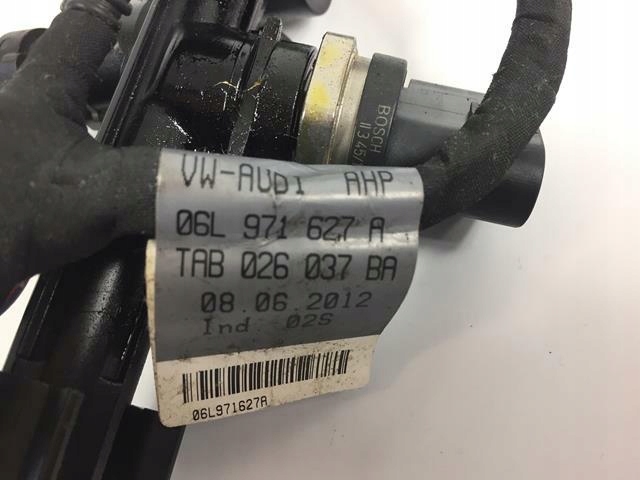 BOSCH
VW-AUDI AHP
06L 971 627 A
TAB 026 037 BA
08.06.2012
Ind 02S
06L971627A